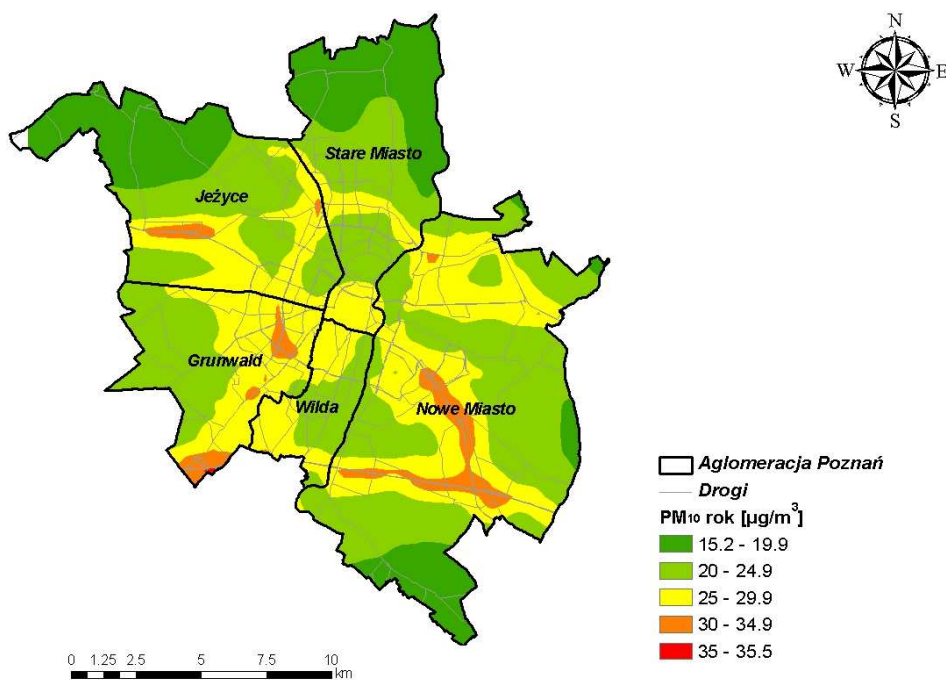 N
W E
S
Stare Miasto
Jeżyce
Grunwald
Wilda
Nowe Miasto
Aglomeracja Poznań
Drogi
PM10 rok [µg/m³]
15.2 - 19.9
20 - 24.9
25 - 29.9
30 - 34.9
35 - 35.5
0 1.25 2.5 5 7.5 10
km